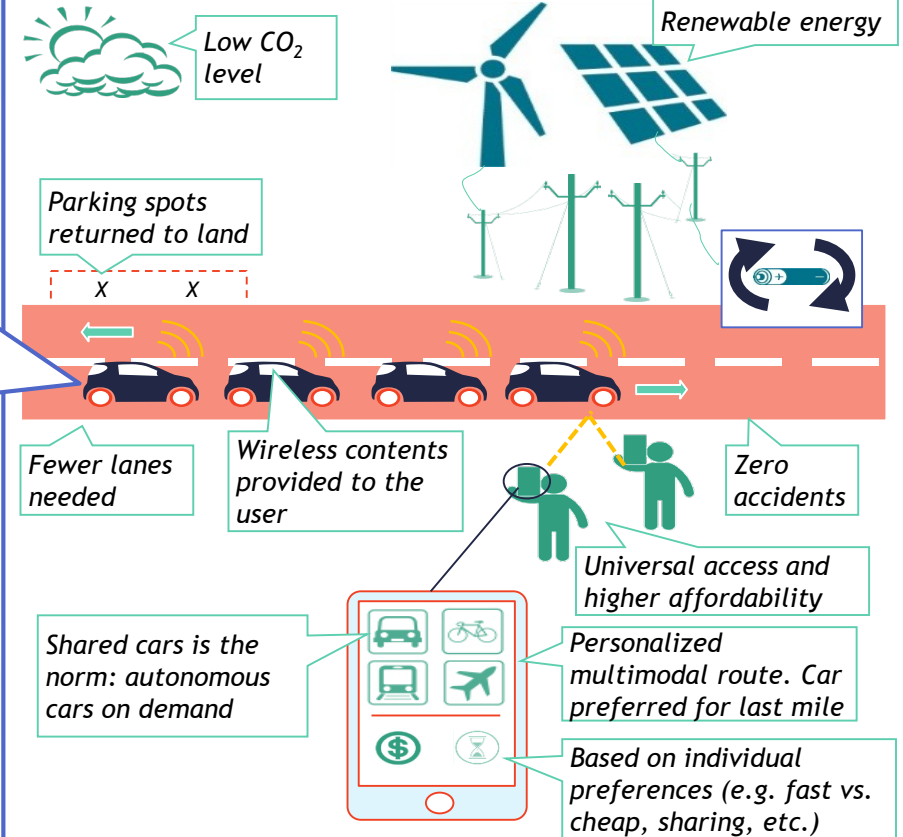 Low CO₂
level
Renewable energy
Parking spots
returned to land
X X
+ −
Fewer lanes
needed
Wireless contents
provided to the
user
Zero
accidents
Universal access and
higher affordability
Shared cars is the
norm: autonomous
cars on demand
Personalized
multimodal route. Car
preferred for last mile
$
Based on individual
preferences (e.g. fast vs.
cheap, sharing, etc.)